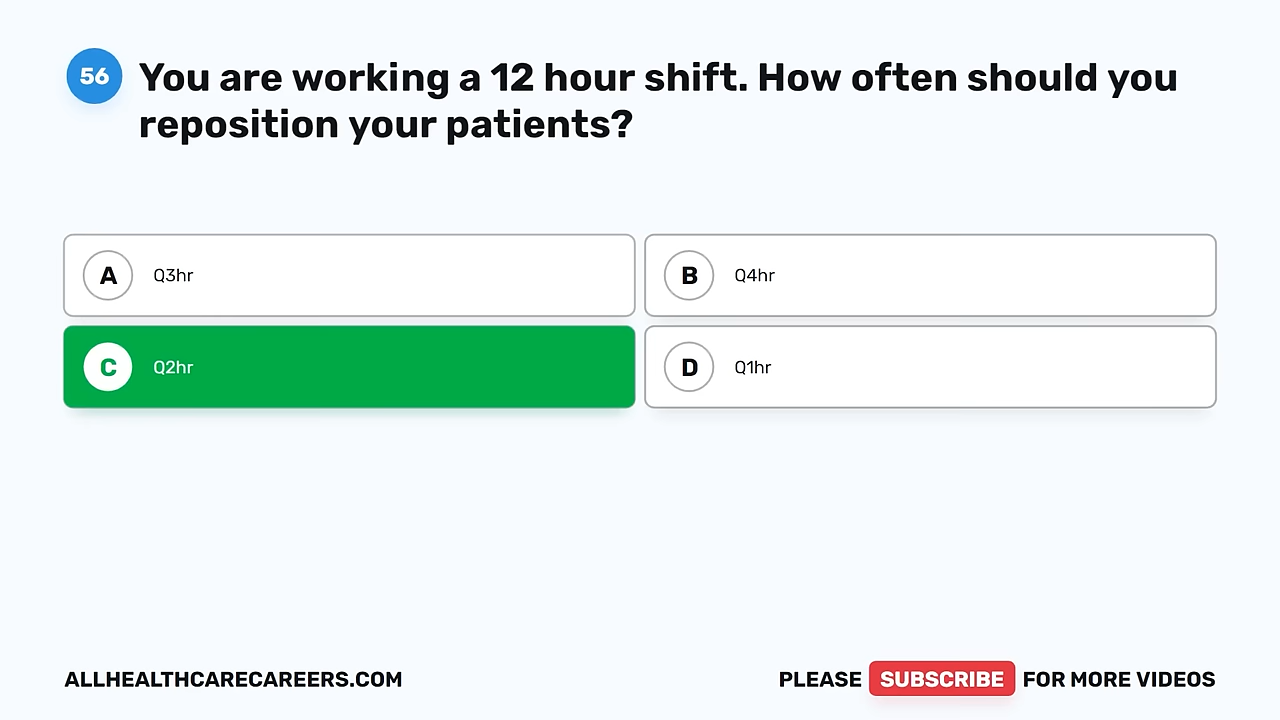 56
You are working a 12 hour shift. How often should you
reposition your patients?
A Q3hr
B Q4hr
C Q2hr
D Q1hr
ALLHEALTHCARECAREERS.COM
PLEASE SUBSCRIBE FOR MORE VIDEOS